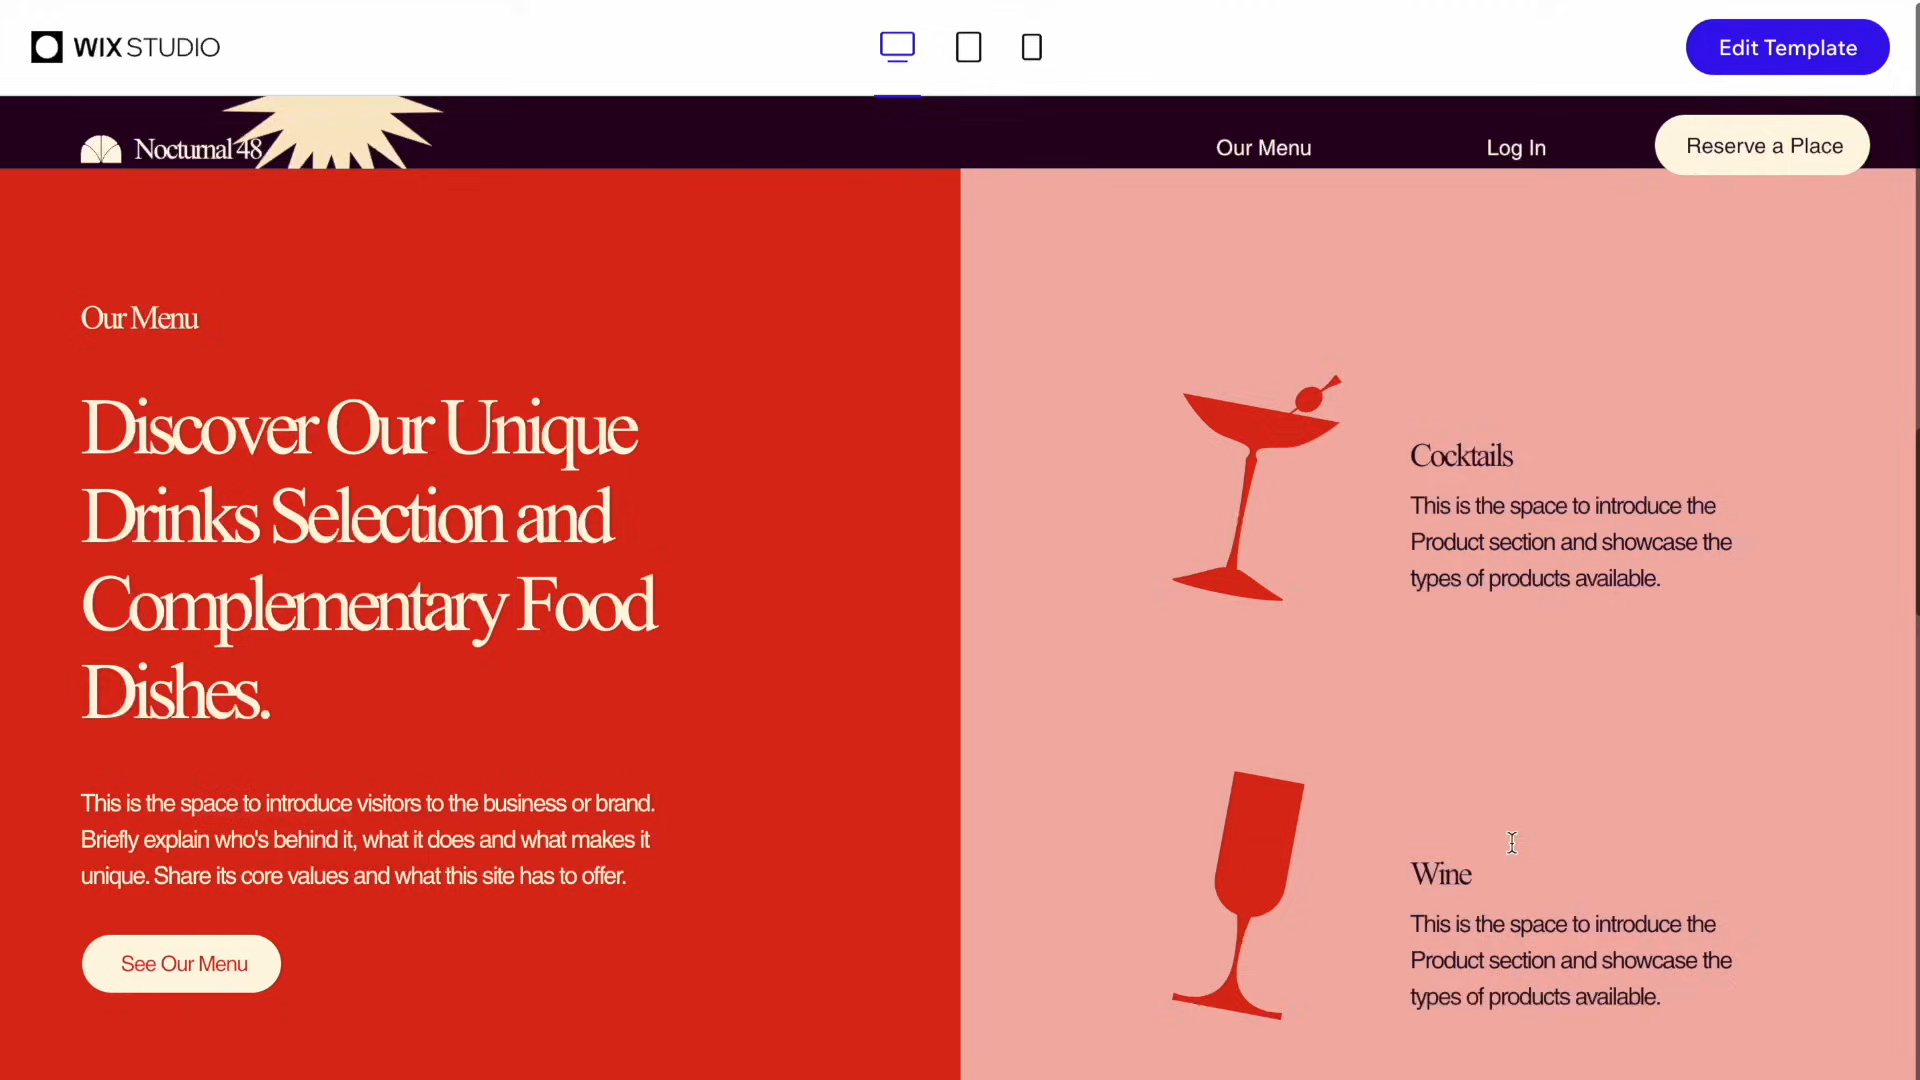 WIX STUDIO
Edit Template
Nocturnal 48
Our Menu
Log In
Reserve a Place
Our Menu
Discover Our Unique
Drinks Selection and
Complementary Food
Dishes.
This is the space to introduce visitors to the business or brand.
Briefly explain who's behind it, what it does and what makes it
unique. Share its core values and what this site has to offer.
See Our Menu
Cocktails
This is the space to introduce the
Product section and showcase the
types of products available.
Wine
This is the space to introduce the
Product section and showcase the
types of products available.